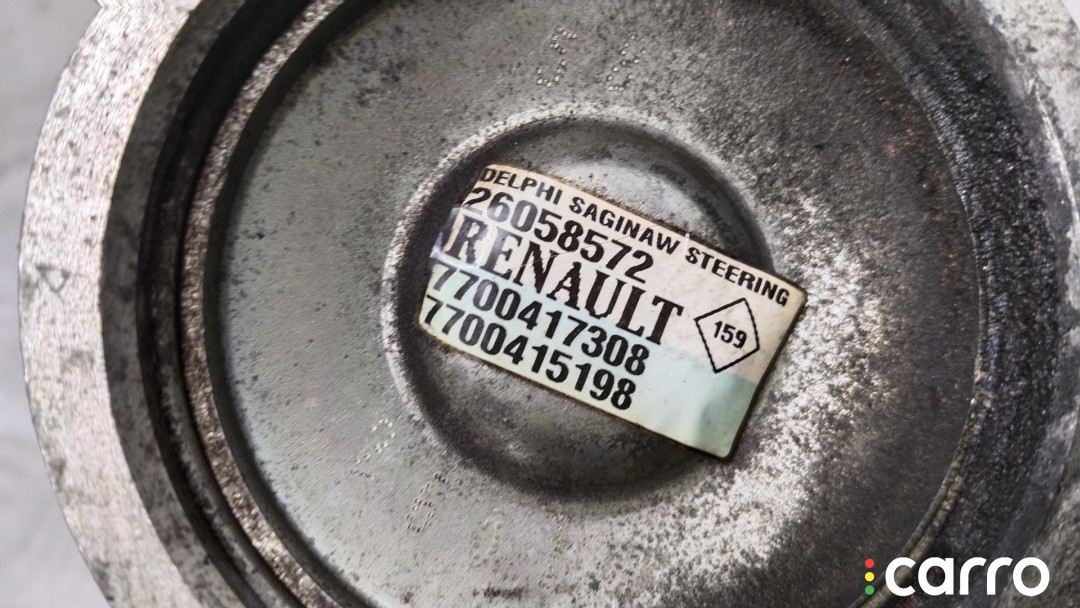 DELPHI SAGINAW STEERING
26058572
RENAULT
159
7700417308
7700415198
carro